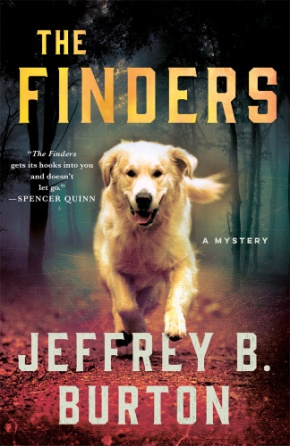 THE
FINDERS
"The Finders
gets its hooks into you
and doesn't
let go."
—SPENCER QUINN
A MYSTERY
JEFFREY B.
BURTON